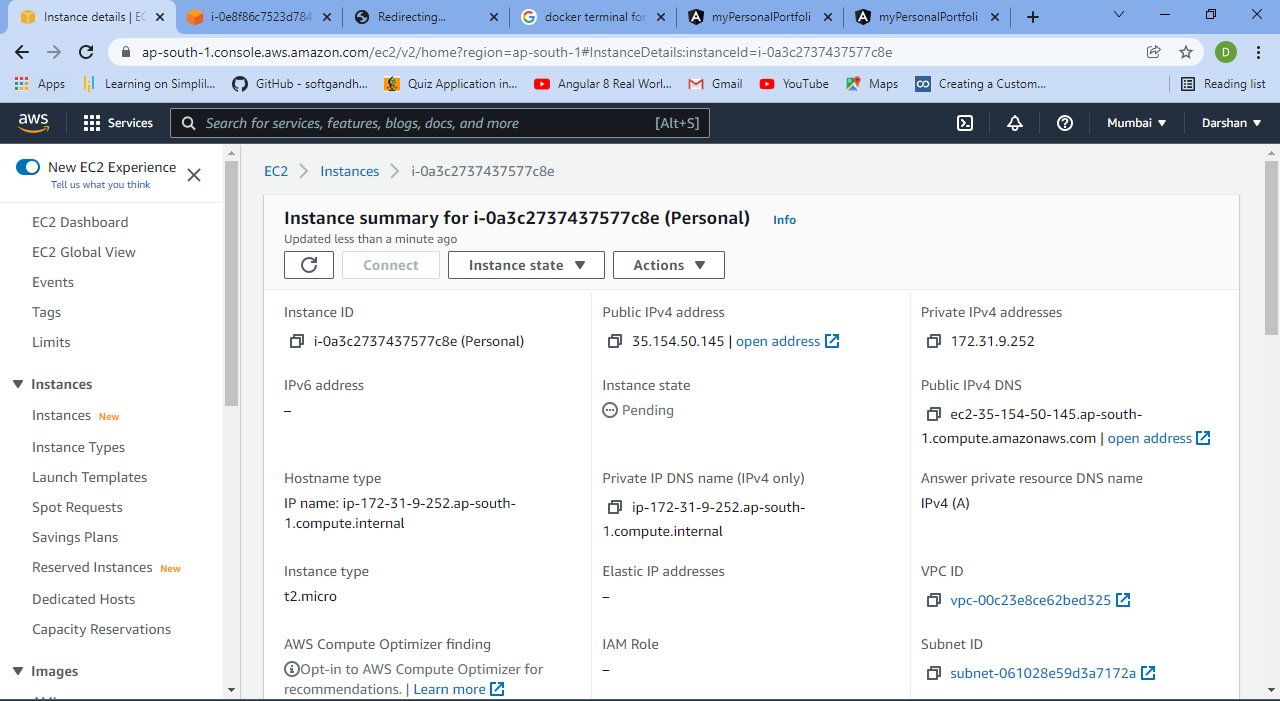 Instance details | EC
i-0e8f86c7523d784
Redirecting...
docker terminal for
myPersonalPortfoli
myPersonalPortfoli
ap-south-1.console.aws.amazon.com/ec2/v2/home?region=ap-south-1#InstanceDetails:instanceId=i-0a3c2737437577c8e
D
Apps
Learning on Simplil...
GitHub - softgandh...
Quiz Application in...
Angular 8 Real Worl...
Gmail
YouTube
Maps
Creating a Custom...
Reading list
aws
Services
Search for services, features, blogs, docs, and more
[Alt+S]
Mumbai
Darshan
New EC2 Experience
Tell us what you think
EC2 Dashboard
EC2 Global View
Events
Tags
Limits
Instances
Instances New
Instance Types
Launch Templates
Spot Requests
Savings Plans
Reserved Instances New
Dedicated Hosts
Capacity Reservations
Images
EC2
Instances
i-0a3c2737437577c8e
Instance summary for i-0a3c2737437577c8e (Personal)
Info
Updated less than a minute ago
Connect
Instance state
Actions
Instance ID
i-0a3c2737437577c8e (Personal)
Public IPv4 address
35.154.50.145 | open address
Private IPv4 addresses
172.31.9.252
IPv6 address
–
Instance state
Pending
Public IPv4 DNS
ec2-35-154-50-145.ap-south-
1.compute.amazonaws.com | open address
Hostname type
IP name: ip-172-31-9-252.ap-south-
1.compute.internal
Private IP DNS name (IPv4 only)
ip-172-31-9-252.ap-south-
1.compute.internal
Answer private resource DNS name
IPv4 (A)
Instance type
t2.micro
Elastic IP addresses
–
VPC ID
vpc-00c23e8ce62bed325
AWS Compute Optimizer finding
Opt-in to AWS Compute Optimizer for
recommendations. | Learn more
IAM Role
–
Subnet ID
subnet-061028e59d3a7172a